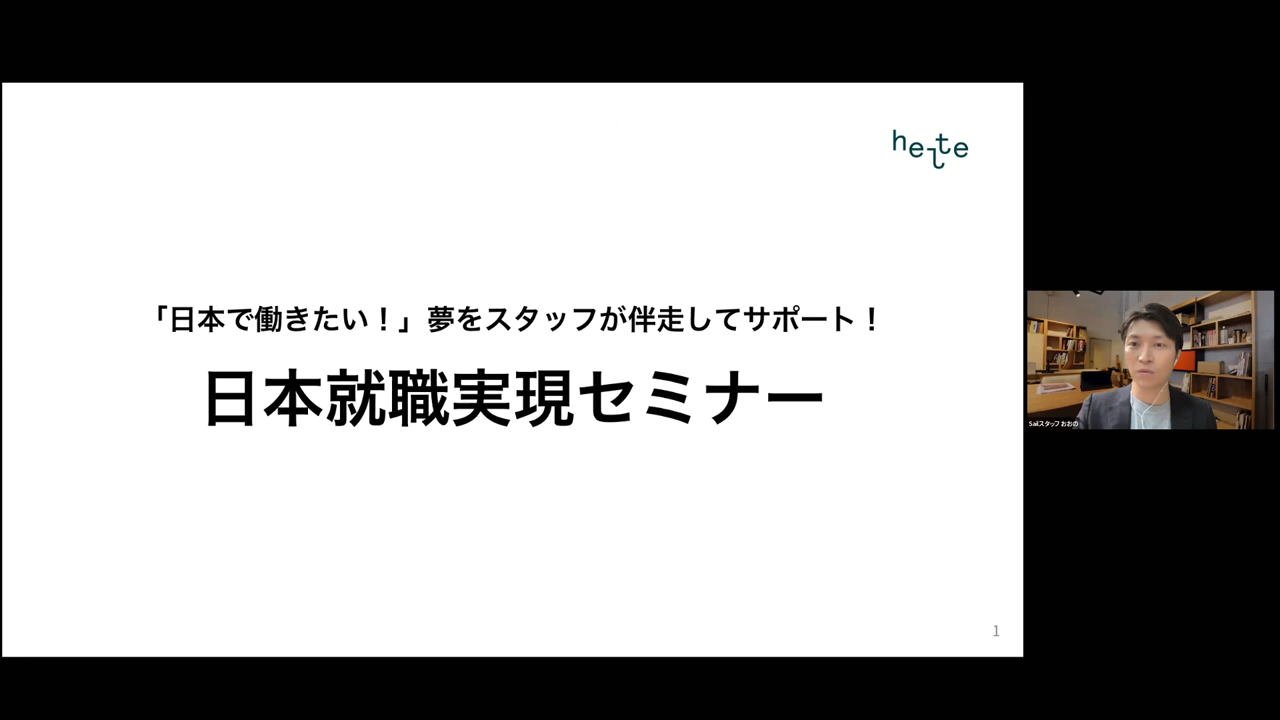 helte
「日本で働きたい！」夢をスタッフが伴走してサポート！
日本就職実現セミナー
Sailスタッフ おおの
1